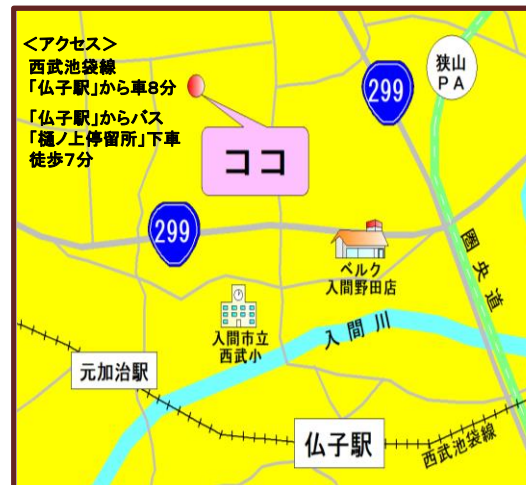 ＜アクセス＞
西武池袋線
「仏子駅」から車8分
「仏子駅」からバス
「樋ノ上停留所」下車
徒歩7分
ココ
299
狭山
PA
299
ベルク
入間野田店
圏央道
入間市立
西武小
入間川
元加治駅
仏子駅
西武池袋線